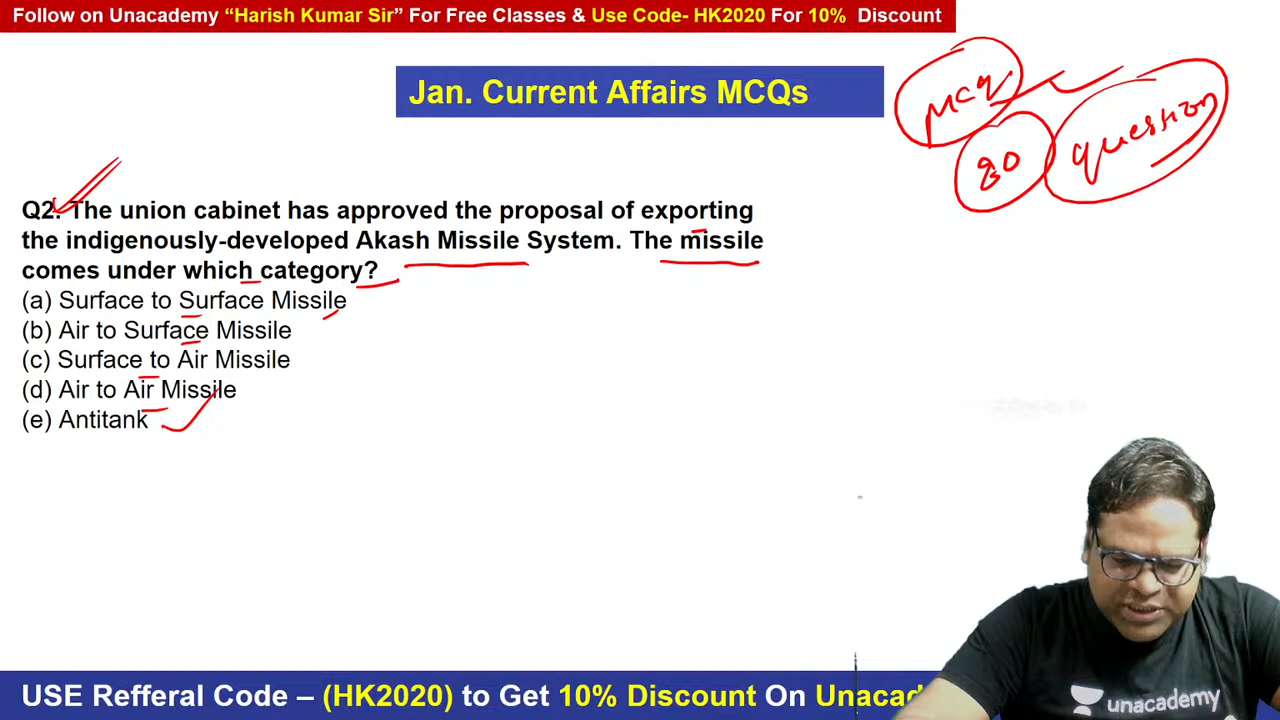 Follow on Unacademy “Harish Kumar Sir” For Free Classes & Use Code- HK2020 For 10% Discount
Jan. Current Affairs MCQs
MCQ
80 question
Q2. The union cabinet has approved the proposal of exporting
the indigenously-developed Akash Missile System. The missile
comes under which category?
(a) Surface to Surface Missile
(b) Air to Surface Missile
(c) Surface to Air Missile
(d) Air to Air Missile
(e) Antitank
unacademy
USE Refferal Code – (HK2020) to Get 10% Discount On Unacad